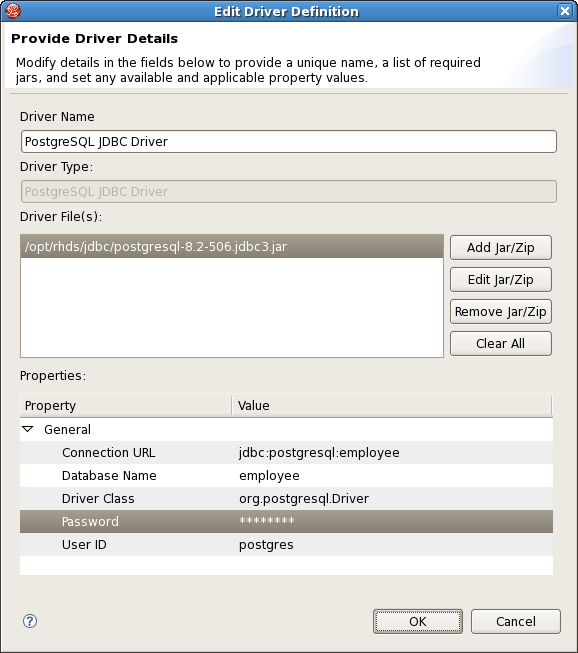 Edit Driver Definition
Provide Driver Details
Modify details in the fields below to provide a unique name, a list of required
jars, and set any available and applicable property values.
Driver Name
PostgreSQL JDBC Driver
Driver Type:
PostgreSQL JDBC Driver
Driver File(s):
/opt/rhds/jdbc/postgresql-8.2-506.jdbc3.jar
Add Jar/Zip
Edit Jar/Zip
Remove Jar/Zip
Clear All
Properties:
Property Value
General
Connection URL jdbc:postgresql:employee
Database Name employee
Driver Class org.postgresql.Driver
Password ********
User ID postgres
? OK Cancel